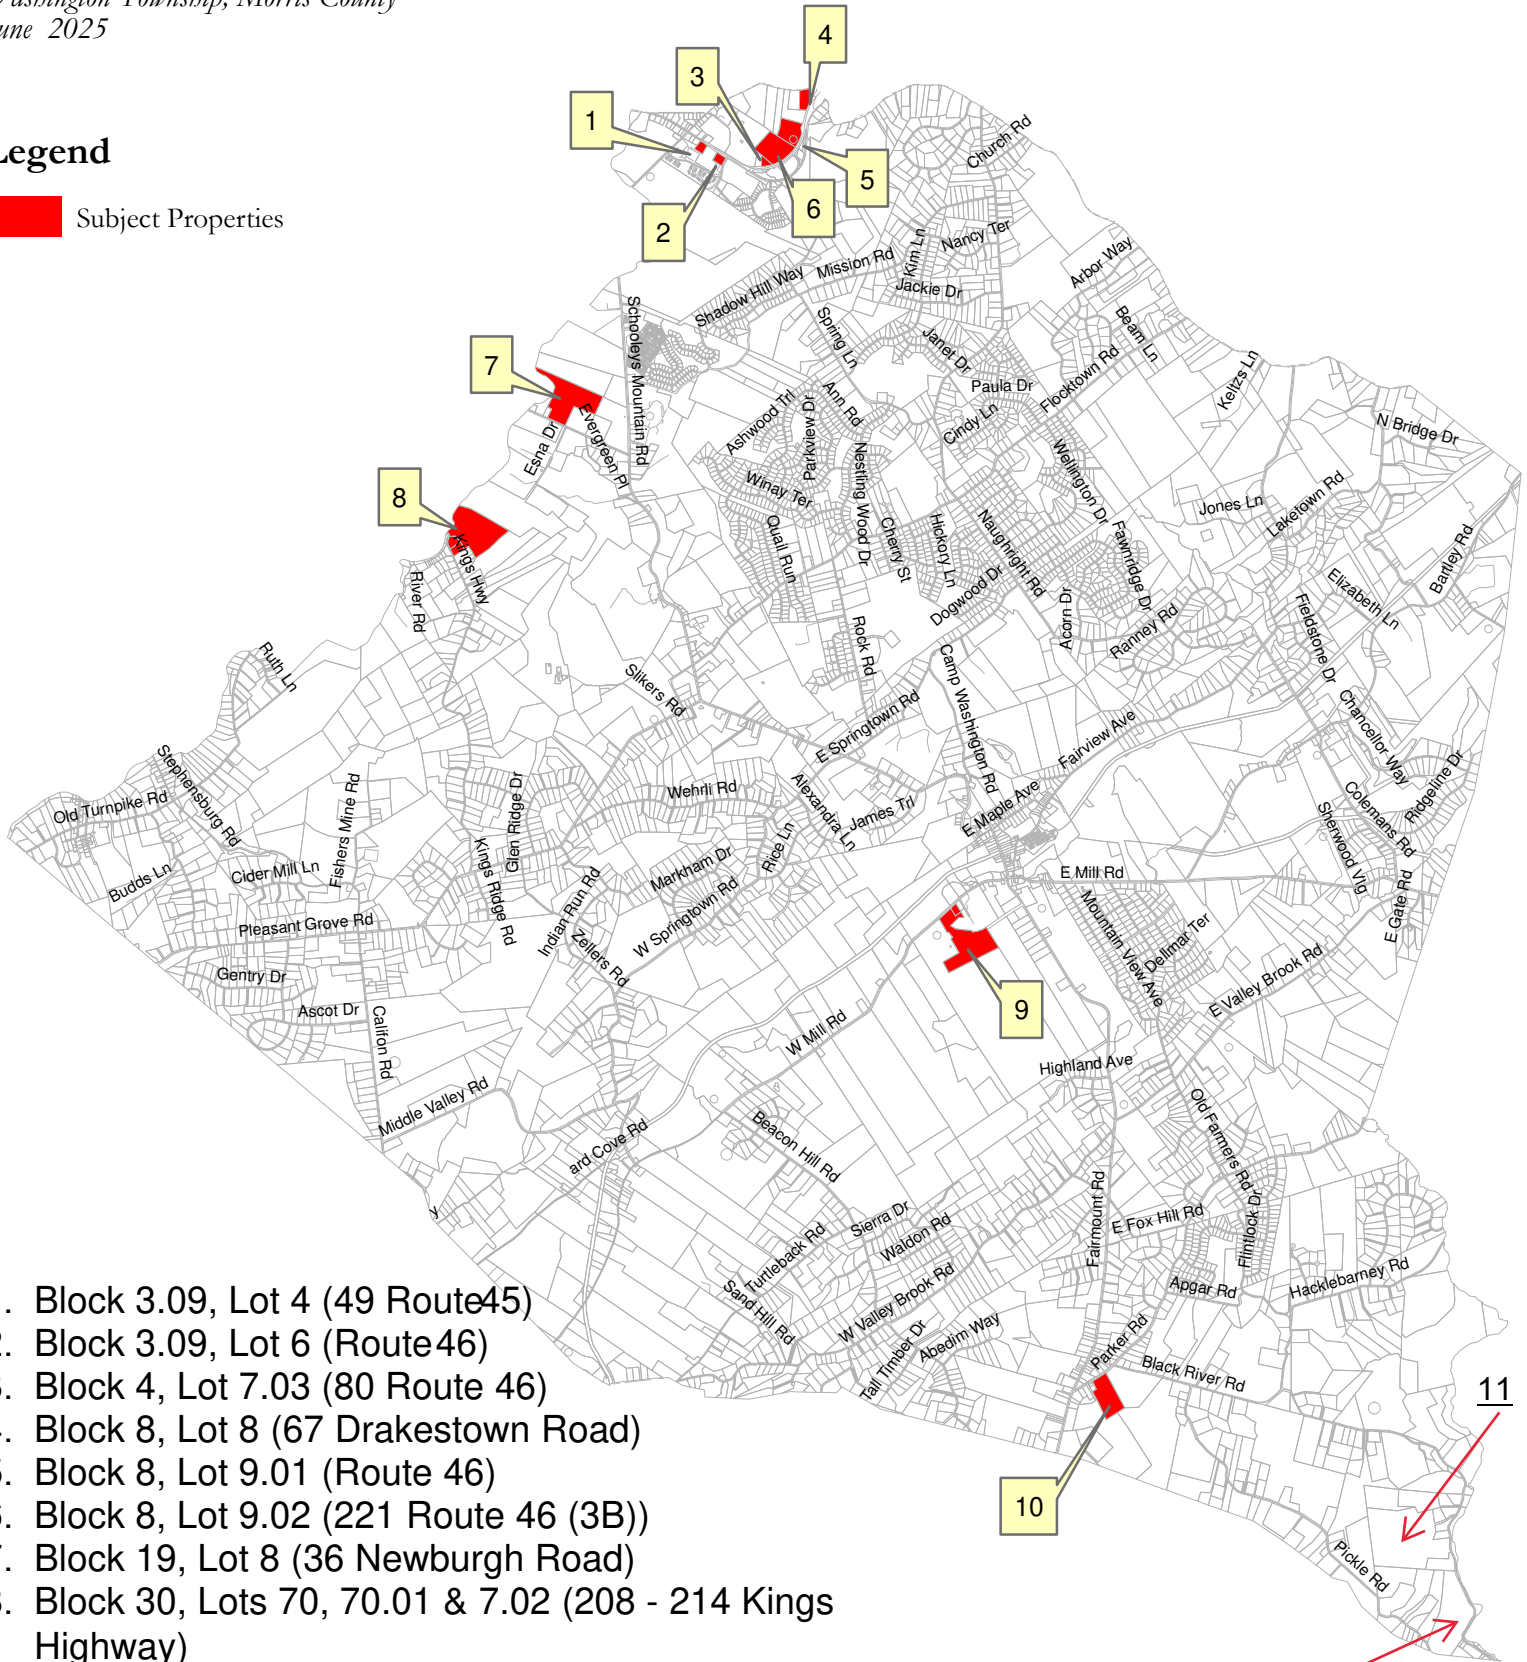 ashington Township, Morris County
une 2025
Legend
Subject Properties
1
2
3
4
5
6
7
8
9
10
11
Church Rd
Nancy Ter
Kim Ln
Mission Rd
Jackie Dr
Shadow Hill Way
Arbor Way
Beam Ln
Schooleys Mountain Rd
Spring Ln
Janet Dr
Flocktown Rd
Kellzs Ln
Paula Dr
Cindy Ln
Ann Rd
Ashwood Trl
Parkview Dr
N Bridge Dr
Evergreen Pl
Esna Dr
Winay Ter
Nestling Wood Dr
Wellington Dr
Jones Ln
Laketown Rd
Quail Run
Cherry St
Hickory Ln
Naughright Rd
Fawnridge Dr
Bartley Rd
Kings Hwy
River Rd
Dogwood Dr
Acorn Dr
Ranney Rd
Elizabeth Ln
Fieldstone Dr
Rock Rd
Ruth Ln
Slikers Rd
Camp Washington Rd
E Springtown Rd
Fairview Ave
Chancellor Way
Stephensburg Rd
Old Turnpike Rd
Fishers Mine Rd
Glen Ridge Dr
Wehrli Rd
Alexandra Ln
James Trl
E Maple Ave
Ridgeline Dr
Colemans Rd
Sherwood Vlg
Budds Ln
Cider Mill Ln
Kings Ridge Rd
Markham Dr
Rice Ln
E Mill Rd
E Gate Rd
Pleasant Grove Rd
Indian Run Rd
W Springtown Rd
Mountain View Ave
Dellmar Ter
Zellers Rd
E Valley Brook Rd
Gentry Dr
Ascot Dr
Califon Rd
W Mill Rd
Highland Ave
Middle Valley Rd
ard Cove Rd
Beacon Hill Rd
Old Farmers Rd
y
Sierra Dr
Waldon Rd
Turtleback Rd
Fairmount Rd
E Fox Hill Rd
Flintlock Dr
Sand Hill Rd
W Valley Brook Rd
Apgar Rd
Hacklebarney Rd
Tall Timber Dr
Abedim Way
Parker Rd
Black River Rd
Pickle Rd
. Block 3.09, Lot 4 (49 Route45)
2. Block 3.09, Lot 6 (Route 46)
3. Block 4, Lot 7.03 (80 Route 46)
4. Block 8, Lot 8 (67 Drakestown Road)
5. Block 8, Lot 9.01 (Route 46)
6. Block 8, Lot 9.02 (221 Route 46 (3B))
7. Block 19, Lot 8 (36 Newburgh Road)
8. Block 30, Lots 70, 70.01 & 7.02 (208 - 214 Kings
Highway)